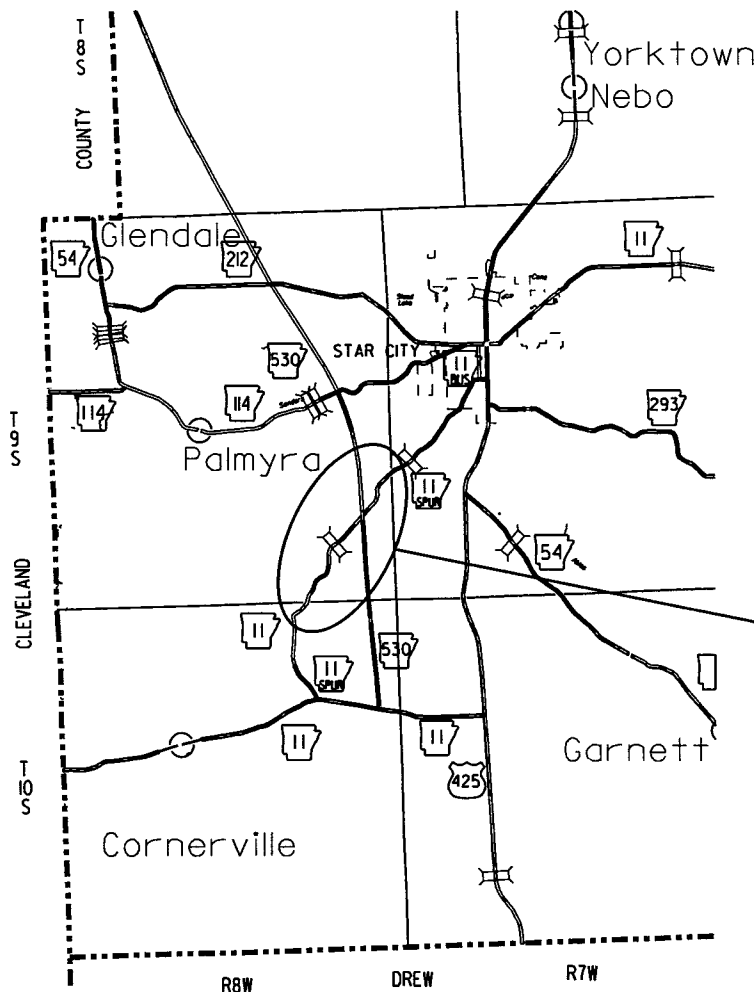 T
8
S
COUNTY
Yorktown
Nebo
Glendale
54
212
11
STAR CITY
530
11
BUS
114
114
293
T
9
S
Palmyra
11
SPUR
54
CLEVELAND
11
530
11
SPUR
11
11
Garnett
425
T
10
S
Cornerville
R8W
DREW
R7W